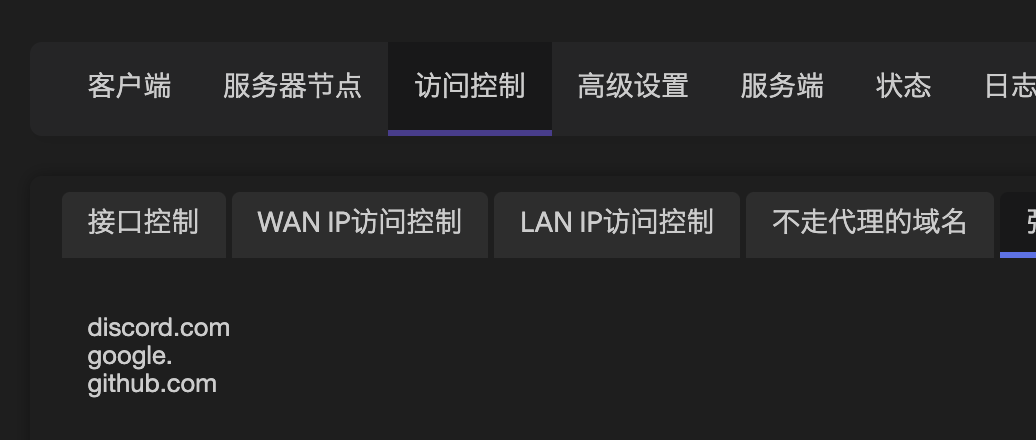 客户端 服务器节点 访问控制 高级设置 服务端 状态 日志
接口控制 WAN IP访问控制 LAN IP访问控制 不走代理的域名
discord.com
google.
github.com